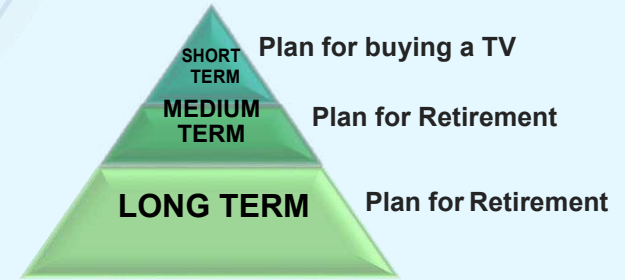 SHORT
TERM
Plan for buying a TV
MEDIUM
TERM
Plan for Retirement
LONG TERM
Plan for Retirement